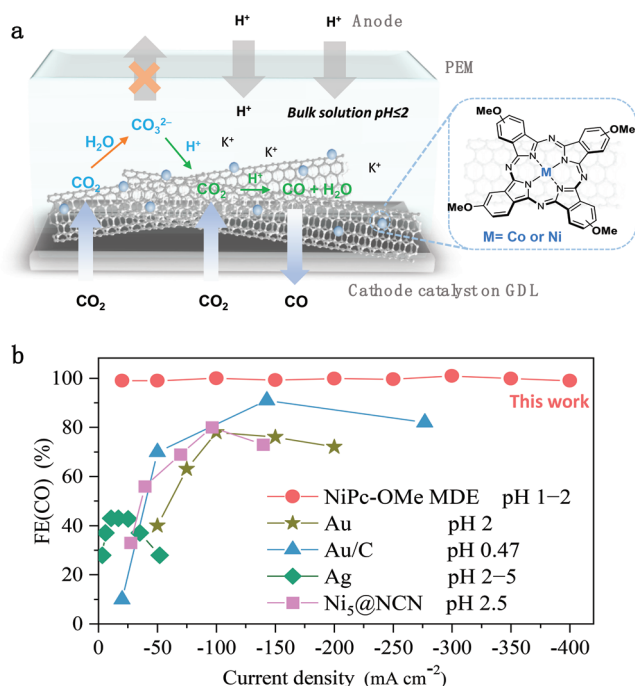 a
H⁺ Anode H⁺
PEM
H⁺
Bulk solution pH≤2
CO₃²⁻
H₂O
H⁺
K⁺
K⁺
K⁺
CO₂
CO₂ H⁺ CO + H₂O
MeO
OMe
N
N
N
N
M
N
N
N
N
MeO
OMe
M= Co or Ni
CO₂
CO₂
CO
Cathode catalyst on GDL
b
FE(CO) (%)
100
80
60
40
20
0
This work
NiPc-OMe MDE pH 1−2
Au pH 2
Au/C pH 0.47
Ag pH 2−5
Ni₅@NCN pH 2.5
0 -50 -100 -150 -200 -250 -300 -350 -400
Current density (mA cm⁻²)